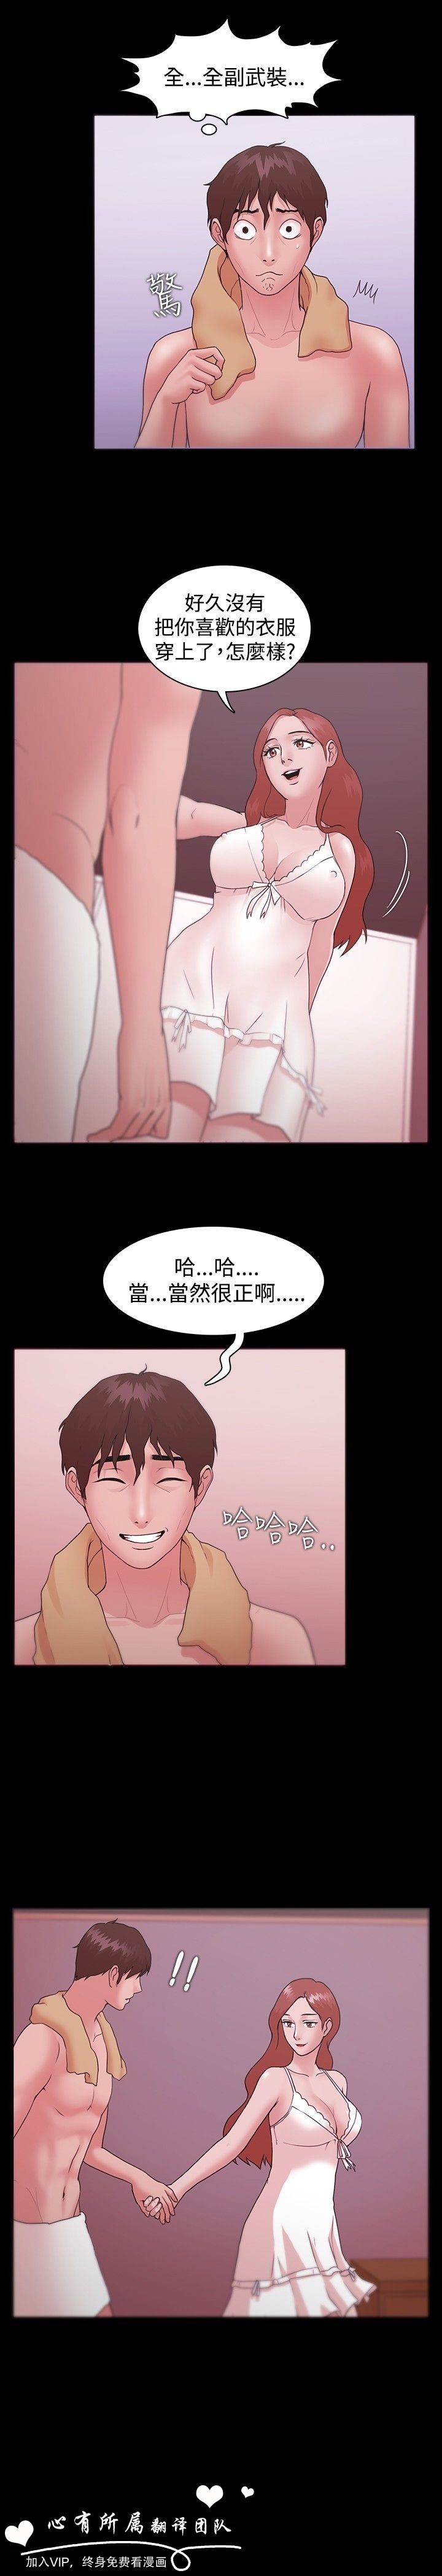 全...全副武裝...
驚
好久沒有
把你喜歡的衣服
穿上了,怎麼樣?
哈...哈....
當...當然很正啊.....
哈哈哈..
!!
心有所属翻译团队
加入VIP，终身免费看漫画